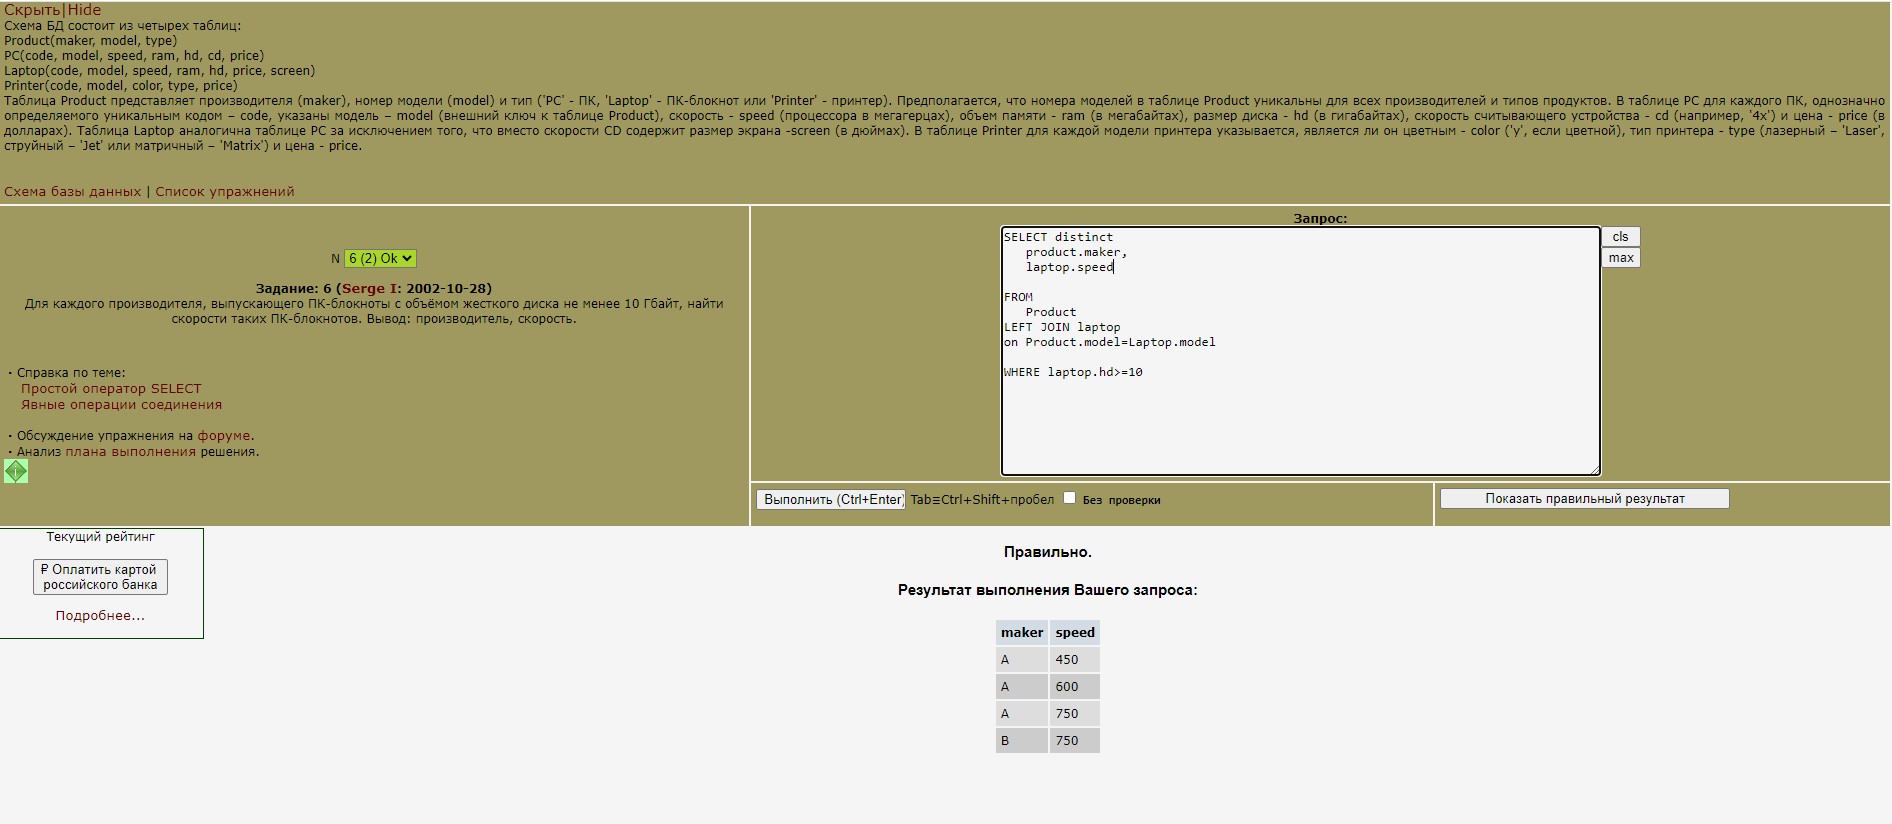 Скрыть|Hide
Схема БД состоит из четырех таблиц:
Product(maker, model, type)
PC(code, model, speed, ram, hd, cd, price)
Laptop(code, model, speed, ram, hd, price, screen)
Printer(code, model, color, type, price)
Таблица Product представляет производителя (maker), номер модели (model) и тип ('PC' - ПК, 'Laptop' - ПК-блокнот или 'Printer' - принтер). Предполагается, что номера моделей в таблице Product уникальны для всех производителей и типов продуктов. В таблице PC для каждого ПК, однозначно
определяемого уникальным кодом – code, указаны модель – model (внешний ключ к таблице Product), скорость - speed (процессора в мегагерцах), объем памяти - ram (в мегабайтах), размер диска - hd (в гигабайтах), скорость считывающего устройства - cd (например, '4x') и цена - price (в
долларах). Таблица Laptop аналогична таблице РС за исключением того, что вместо скорости CD содержит размер экрана -screen (в дюймах). В таблице Printer для каждой модели принтера указывается, является ли он цветным - color ('y', если цветной), тип принтера - type (лазерный – 'Laser',
струйный – 'Jet' или матричный – 'Matrix') и цена - price.
Схема базы данных | Список упражнений
N 6 (2) Ok
Задание: 6 (Serge I: 2002-10-28)
Для каждого производителя, выпускающего ПК-блокноты c объёмом жесткого диска не менее 10 Гбайт, найти
скорости таких ПК-блокнотов. Вывод: производитель, скорость.
· Справка по теме:
Простой оператор SELECT
Явные операции соединения
· Обсуждение упражнения на форуме.
· Анализ плана выполнения решения.
Запрос:
SELECT distinct
product.maker,
laptop.speed
FROM
Product
LEFT JOIN laptop
on Product.model=Laptop.model
WHERE laptop.hd>=10
cls
max
Выполнить (Ctrl+Enter) Tab≡Ctrl+Shift+пробел Без проверки
Показать правильный результат
Текущий рейтинг
₽ Оплатить картой
российского банка
Подробнее...
Правильно.
Результат выполнения Вашего запроса:
maker speed
A 450
A 600
A 750
B 750